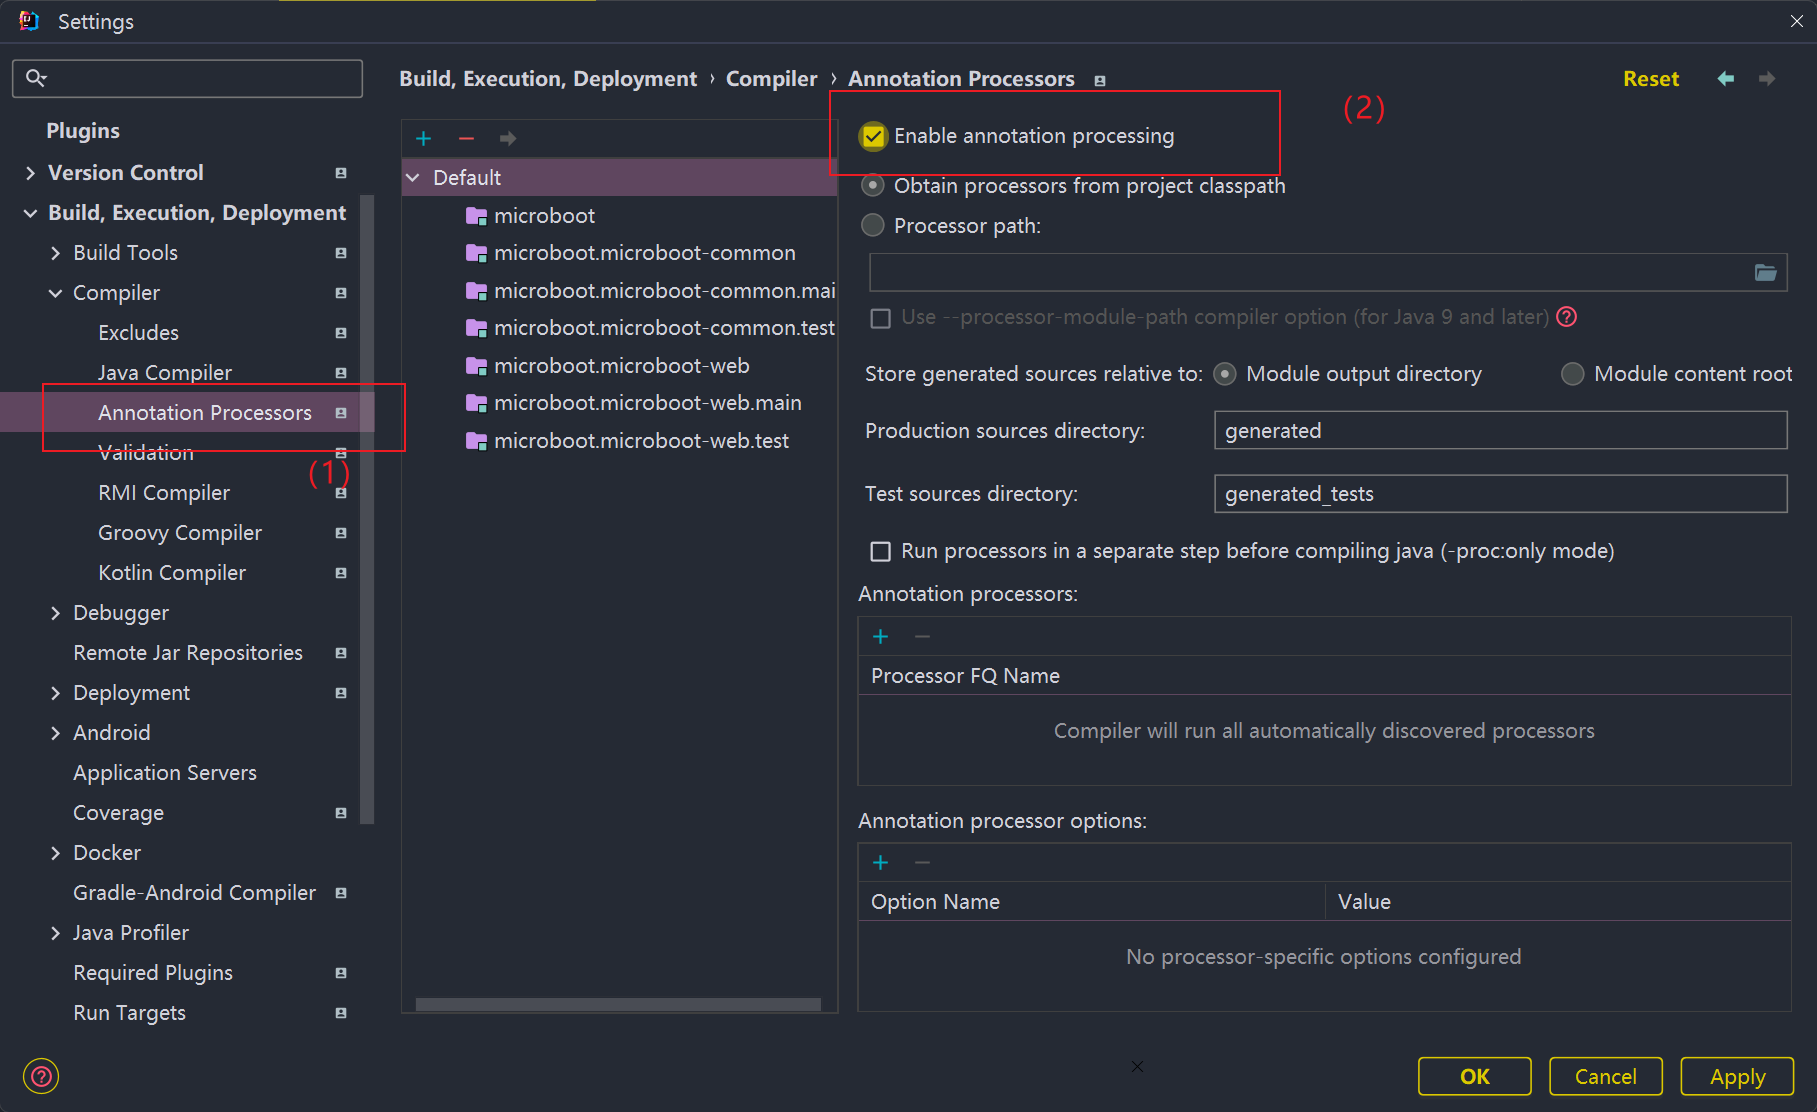 Settings
Build, Execution, Deployment › Compiler › Annotation Processors
Reset
Plugins
Version Control
Build, Execution, Deployment
Build Tools
Compiler
Excludes
Java Compiler
Annotation Processors
(1)
Validation
RMI Compiler
Groovy Compiler
Kotlin Compiler
Debugger
Remote Jar Repositories
Deployment
Android
Application Servers
Coverage
Docker
Gradle-Android Compiler
Java Profiler
Required Plugins
Run Targets
Default
microboot
microboot.microboot-common
microboot.microboot-common.mai
microboot.microboot-common.test
microboot.microboot-web
microboot.microboot-web.main
microboot.microboot-web.test
Enable annotation processing
(2)
Obtain processors from project classpath
Processor path:
Use --processor-module-path compiler option (for Java 9 and later)
Store generated sources relative to: Module output directory Module content root
Production sources directory: generated
Test sources directory: generated_tests
Run processors in a separate step before compiling java (-proc:only mode)
Annotation processors:
Processor FQ Name
Compiler will run all automatically discovered processors
Annotation processor options:
Option Name Value
No processor-specific options configured
OK Cancel Apply